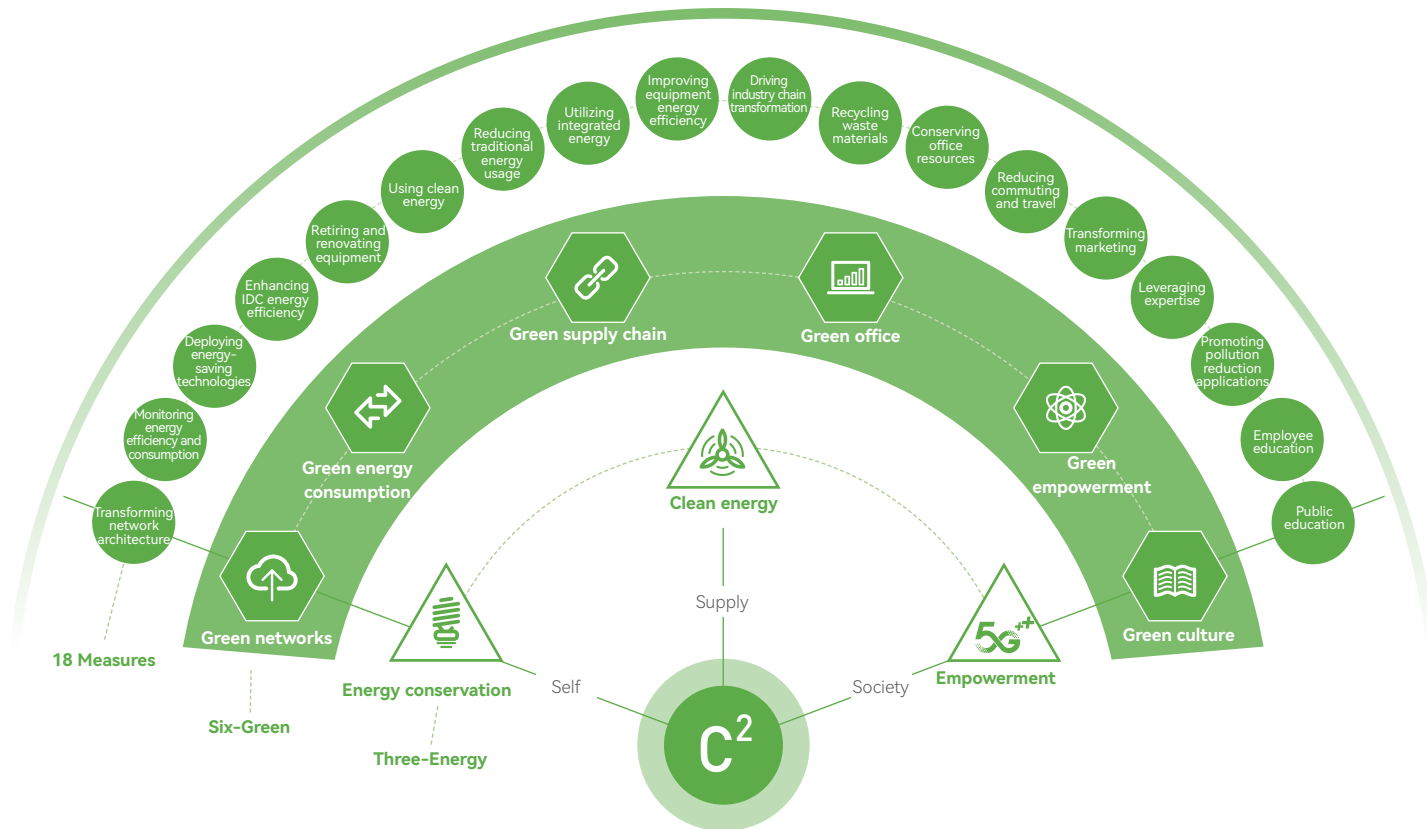 Improving
equipment
energy
efficiency
Driving
industry chain
transformation
Utilizing
integrated
energy
Recycling
waste
materials
Reducing
traditional
energy
usage
Conserving
office
resources
Using clean
energy
Reducing
commuting
and travel
Retiring and
renovating
equipment
Transforming
marketing
Enhancing
IDC energy
efficiency
Leveraging
expertise
Deploying
energy-
saving
technologies
Promoting
pollution
reduction
applications
Monitoring
energy
efficiency and
consumption
Employee
education
Transforming
network
architecture
Public
education
Green supply chain
Green office
Green energy
consumption
Green
empowerment
Green networks
Green culture
Clean energy
Supply
5G++
18 Measures
Energy conservation
Self
Society
Empowerment
Six-Green
Three-Energy
C²